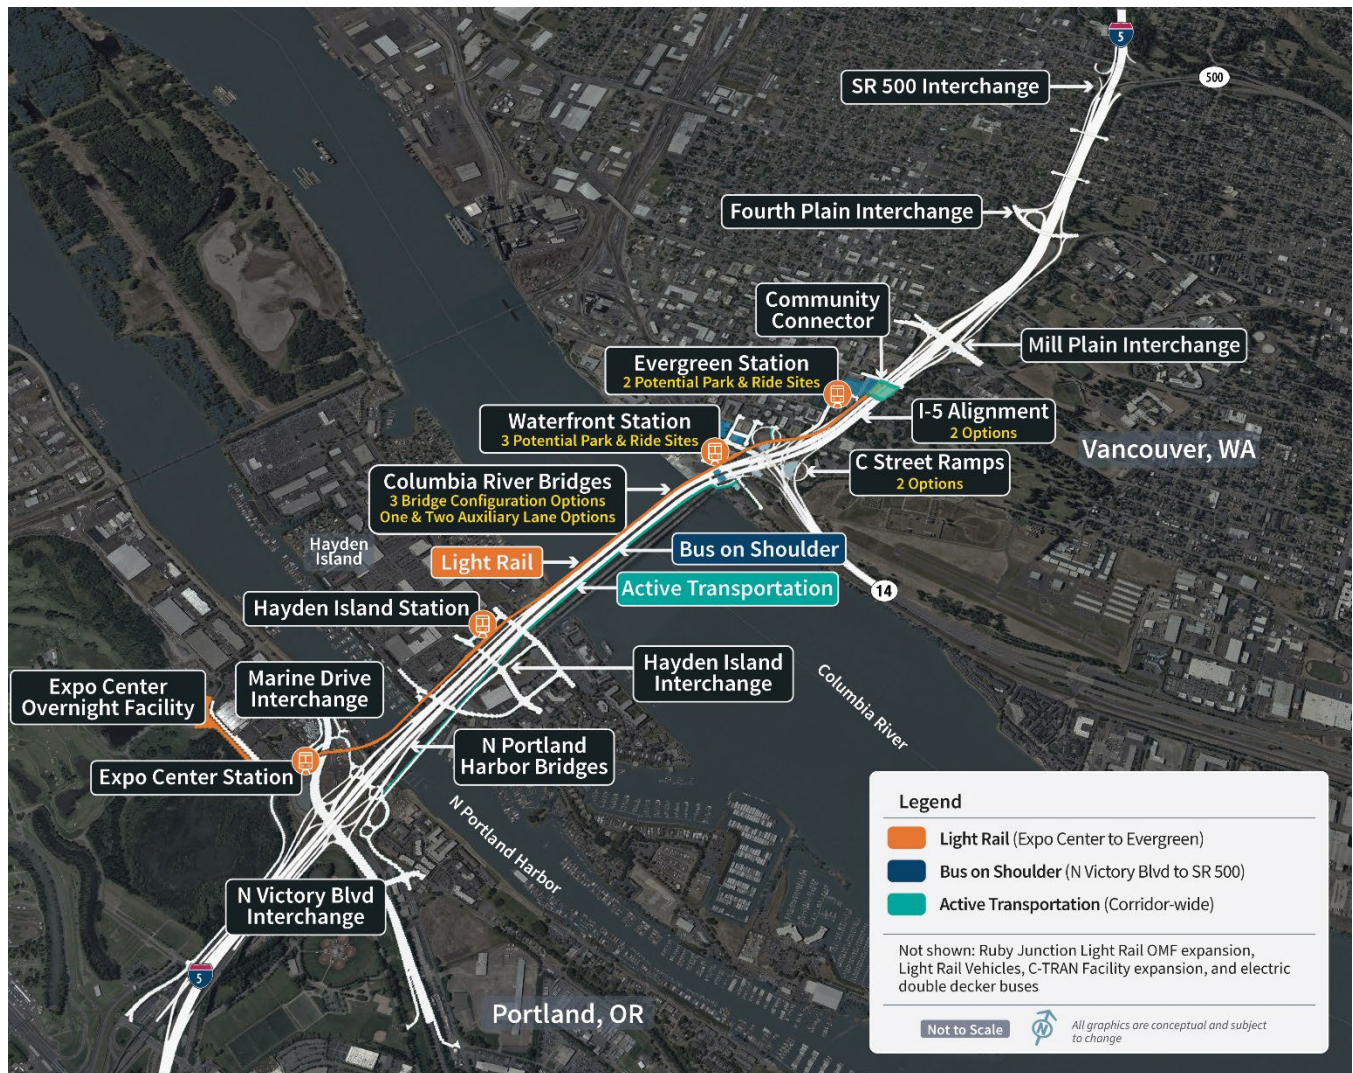 5
SR 500 Interchange
500
Fourth Plain Interchange
Community
Connector
Mill Plain Interchange
Evergreen Station
2 Potential Park & Ride Sites
I-5 Alignment
2 Options
Waterfront Station
3 Potential Park & Ride Sites
Vancouver, WA
C Street Ramps
2 Options
Columbia River Bridges
3 Bridge Configuration Options
One & Two Auxiliary Lane Options
Hayden
Island
Light Rail
Bus on Shoulder
Active Transportation
14
Hayden Island Station
Hayden Island
Interchange
Columbia River
Marine Drive
Interchange
Expo Center
Overnight Facility
N Portland
Harbor Bridges
Expo Center Station
N Portland Harbor
N Victory Blvd
Interchange
5
Portland, OR
Legend
Light Rail (Expo Center to Evergreen)
Bus on Shoulder (N Victory Blvd to SR 500)
Active Transportation (Corridor-wide)
Not shown: Ruby Junction Light Rail OMF expansion,
Light Rail Vehicles, C-TRAN Facility expansion, and electric
double decker buses
Not to Scale
N
All graphics are conceptual and subject
to change